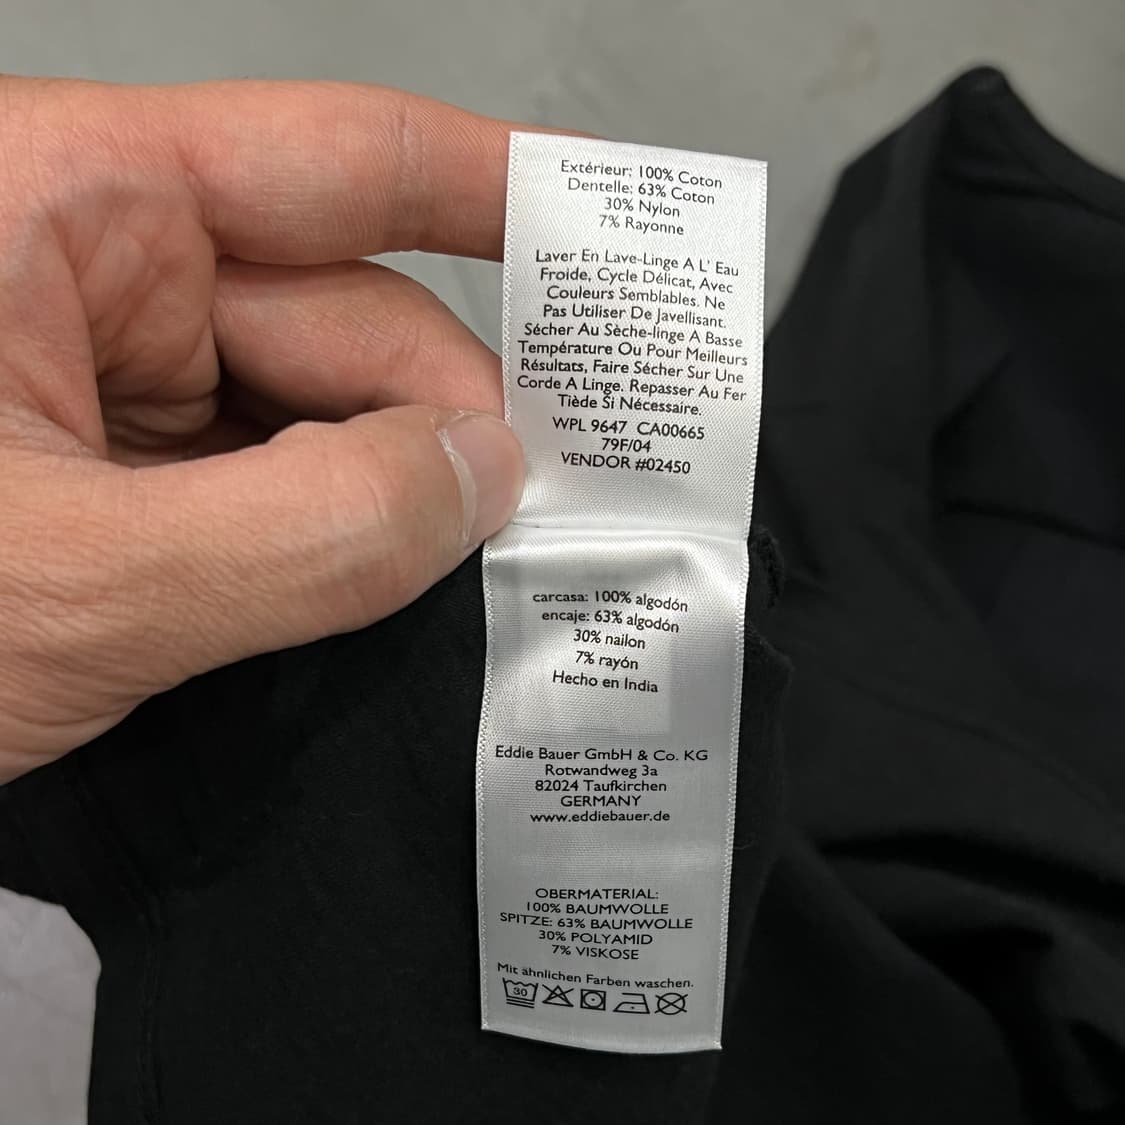 Extérieur: 100% Coton
Dentelle: 63% Coton
30% Nylon
7% Rayonne
Laver En Lave-Linge A L' Eau
Froide, Cycle Délicat, Avec
Couleurs Semblables. Ne
Pas Utiliser De Javellisant.
Sécher Au Sèche-linge A Basse
Température Ou Pour Meilleurs
Résultats, Faire Sécher Sur Une
Corde A Linge. Repasser Au Fer
Tiède Si Nécessaire.
WPL 9647 CA00665
79F/04
VENDOR #02450
carcasa: 100% algodón
encaje: 63% algodón
30% nailon
7% rayón
Hecho en India
Eddie Bauer GmbH & Co. KG
Rotwandweg 3a
82024 Taufkirchen
GERMANY
www.eddiebauer.de
OBERMATERIAL:
100% BAUMWOLLE
SPITZE: 63% BAUMWOLLE
30% POLYAMID
7% VISKOSE
Mit ähnlichen Farben waschen.
30